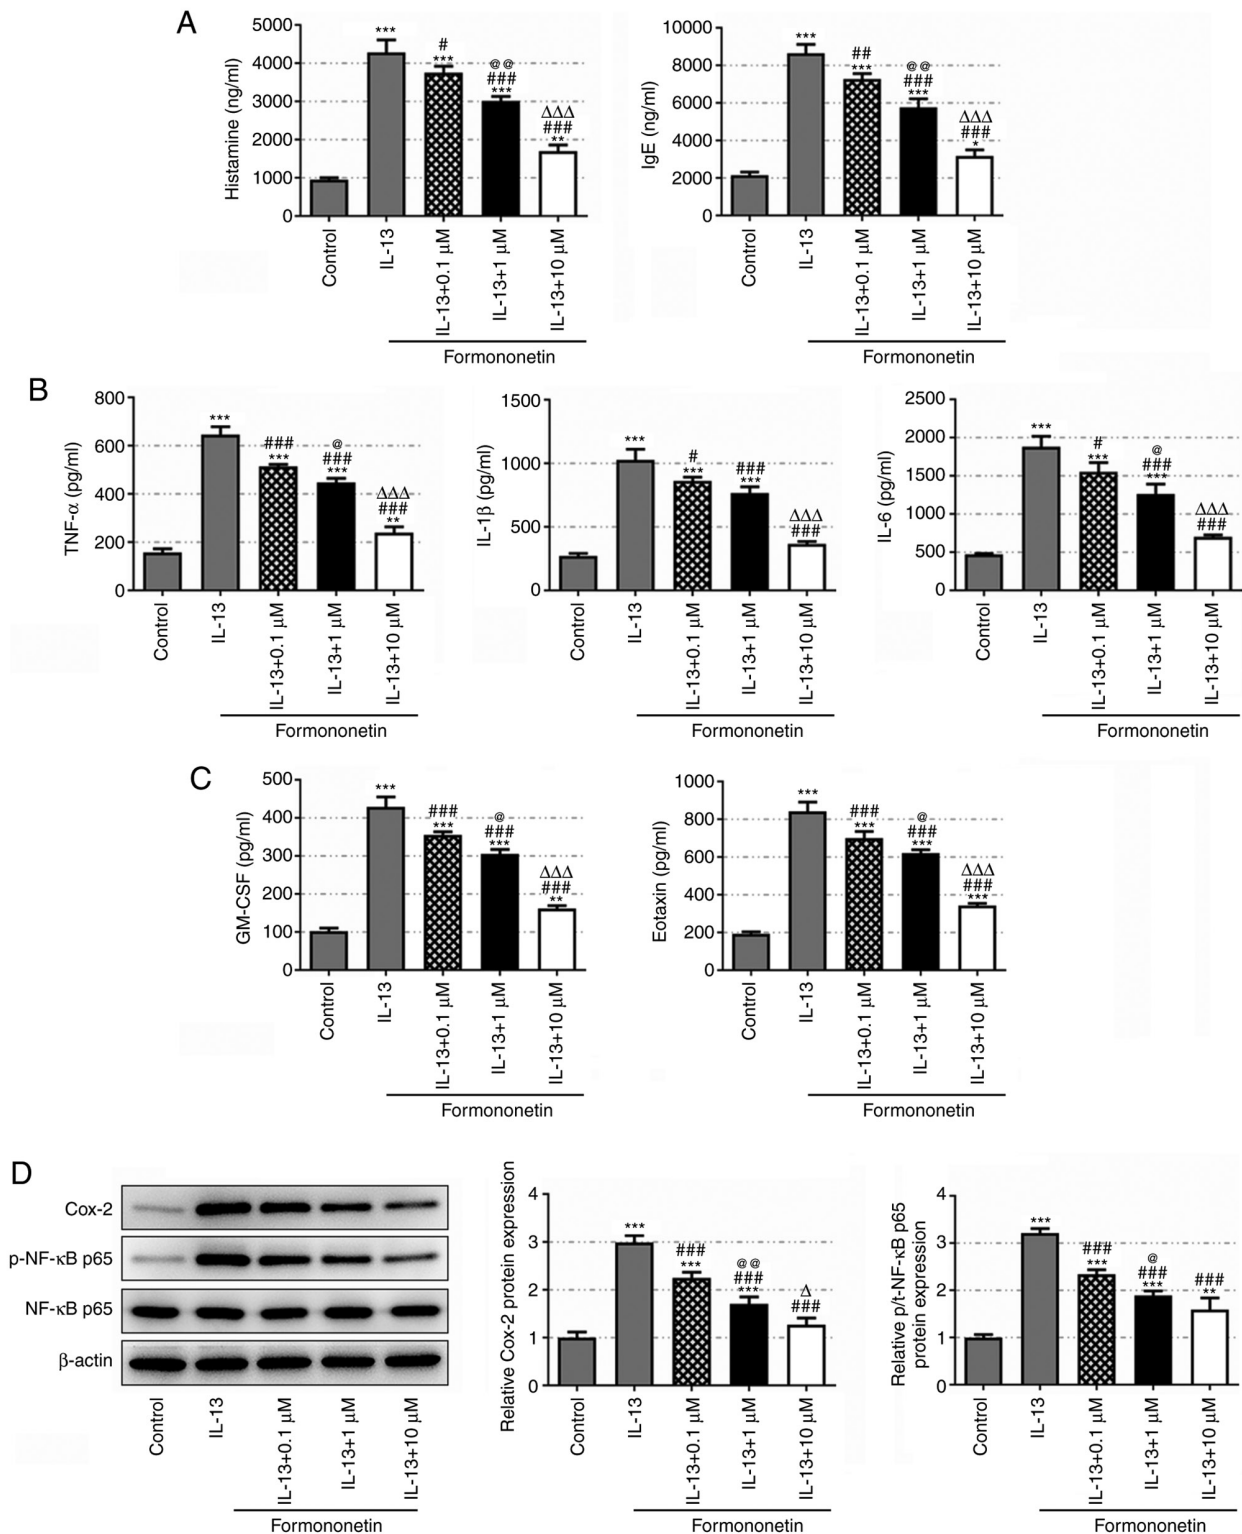 A
Histamine (ng/ml)
5000
4000
3000
2000
1000
0
***
#
***
@@
###
***
ΔΔΔ
###
**
Control
IL-13
IL-13+0.1 μM
IL-13+1 μM
IL-13+10 μM
Formononetin
IgE (ng/ml)
10000
8000
6000
4000
2000
0
***
##
***
@@
###
***
ΔΔΔ
###
*
Control
IL-13
IL-13+0.1 μM
IL-13+1 μM
IL-13+10 μM
Formononetin
B
TNF-α (pg/ml)
800
600
400
200
0
***
###
***
@
###
***
ΔΔΔ
###
**
Control
IL-13
IL-13+0.1 μM
IL-13+1 μM
IL-13+10 μM
Formononetin
IL-1β (pg/ml)
1500
1000
500
0
***
#
***
###
***
ΔΔΔ
###
Control
IL-13
IL-13+0.1 μM
IL-13+1 μM
IL-13+10 μM
Formononetin
IL-6 (pg/ml)
2500
2000
1500
1000
500
0
***
#
***
@
###
***
ΔΔΔ
###
Control
IL-13
IL-13+0.1 μM
IL-13+1 μM
IL-13+10 μM
Formononetin
C
GM-CSF (pg/ml)
500
400
300
200
100
0
***
###
***
@
###
***
ΔΔΔ
###
**
Control
IL-13
IL-13+0.1 μM
IL-13+1 μM
IL-13+10 μM
Formononetin
Eotaxin (pg/ml)
1000
800
600
400
200
0
***
###
***
@
###
***
ΔΔΔ
###
***
Control
IL-13
IL-13+0.1 μM
IL-13+1 μM
IL-13+10 μM
Formononetin
D
Cox-2
p-NF-κB p65
NF-κB p65
β-actin
Control
IL-13
IL-13+0.1 μM
IL-13+1 μM
IL-13+10 μM
Formononetin
Relative Cox-2 protein expression
4
3
2
1
0
***
###
***
@@
###
***
Δ
###
Control
IL-13
IL-13+0.1 μM
IL-13+1 μM
IL-13+10 μM
Formononetin
Relative p/t-NF-κB p65
protein expression
4
3
2
1
0
***
###
***
@
###
***
###
**
Control
IL-13
IL-13+0.1 μM
IL-13+1 μM
IL-13+10 μM
Formononetin